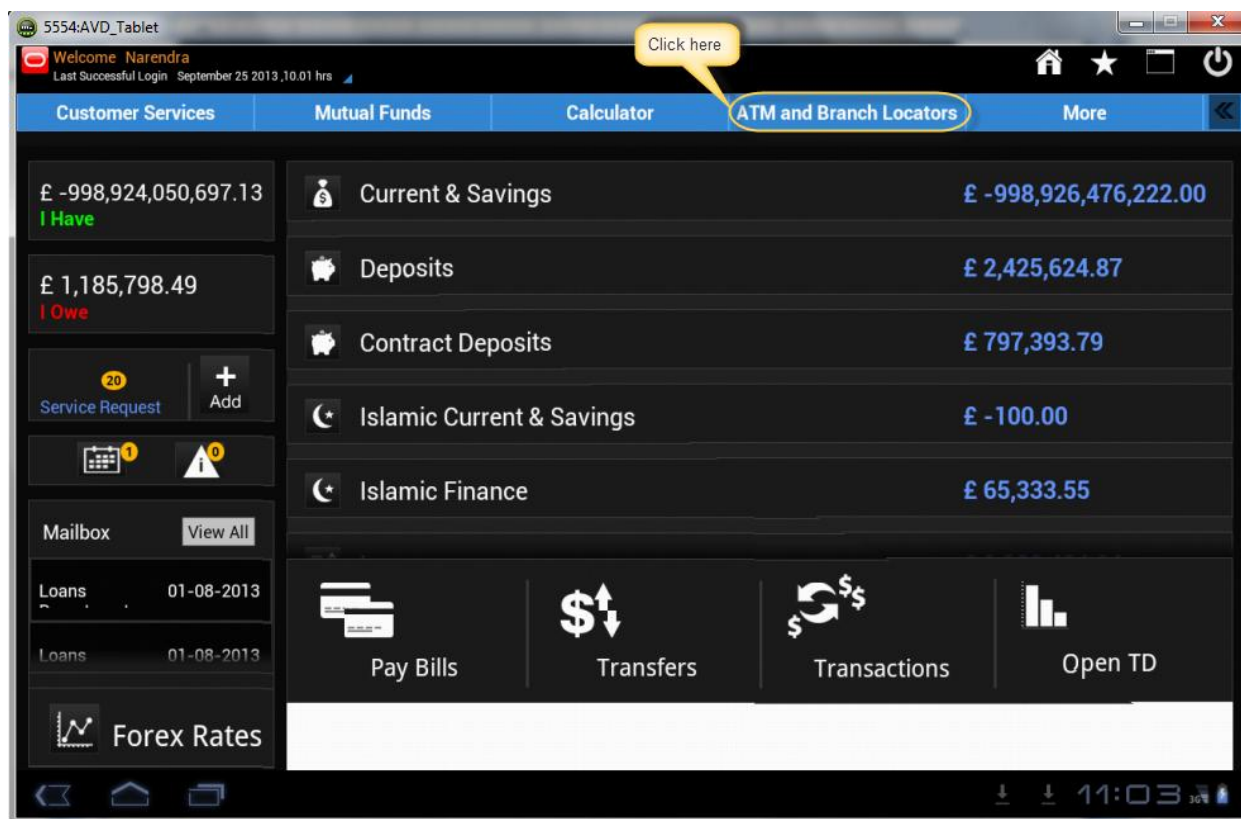 5554:AVD_Tablet
Click here
Welcome Narendra
Last Successful Login September 25 2013 ,10.01 hrs
Customer Services
Mutual Funds
Calculator
ATM and Branch Locators
More
£ -998,924,050,697.13
I Have
£ 1,185,798.49
I Owe
20
Service Request
Add
1
0
Mailbox
View All
Loans 01-08-2013
Loans 01-08-2013
Forex Rates
Current & Savings £ -998,926,476,222.00
Deposits £ 2,425,624.87
Contract Deposits £ 797,393.79
Islamic Current & Savings £ -100.00
Islamic Finance £ 65,333.55
Pay Bills
Transfers
Transactions
Open TD
11:03
3G